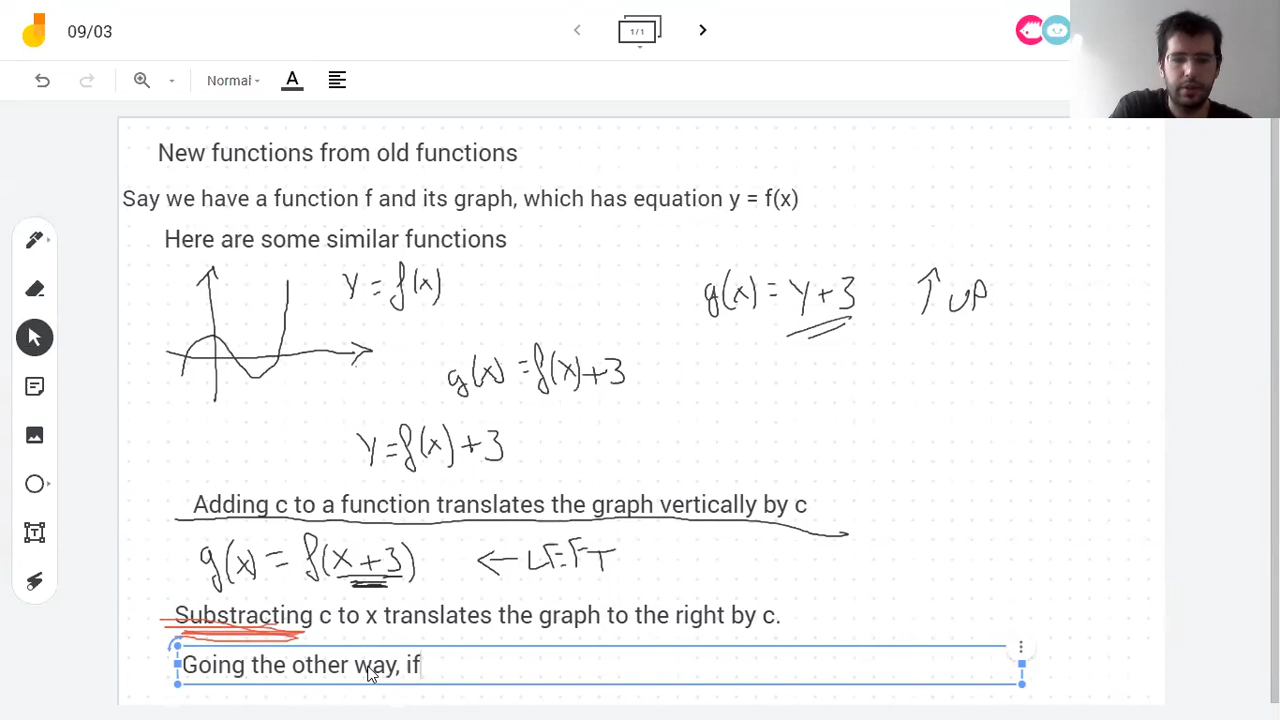 09/03
1/1
Normal
A
New functions from old functions
Say we have a function f and its graph, which has equation y = f(x)
Here are some similar functions
y = f(x)
g(x) = y+3 ↑ UP
g(x) = f(x)+3
y=f(x)+3
Adding c to a function translates the graph vertically by c
g(x) = f(x+3) ← LEFT
Substracting c to x translates the graph to the right by c.
Going the other way, if